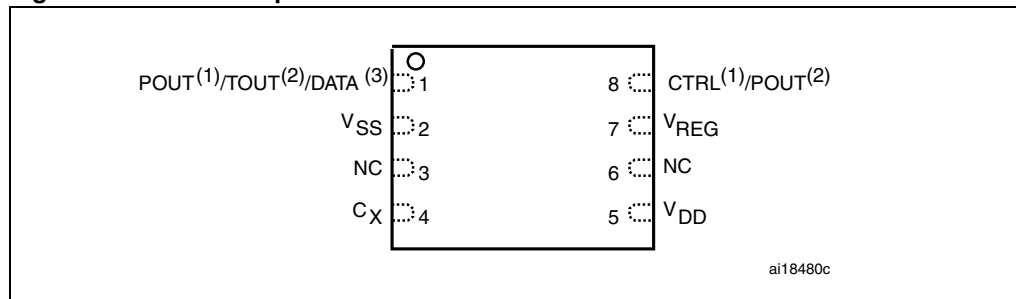 POUT(1)/TOUT(2)/DATA (3) 1 8 CTRL(1)/POUT(2)
VSS 2 7 VREG
NC 3 6 NC
CX 4 5 VDD
ai18480c